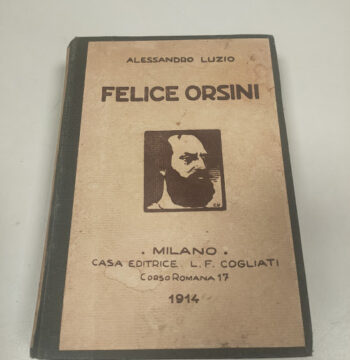 ALESSANDRO LUZIO
FELICE ORSINI
. MILANO .
CASA EDITRICE L. F. COGLIATI
CORSO ROMANA 17
1914